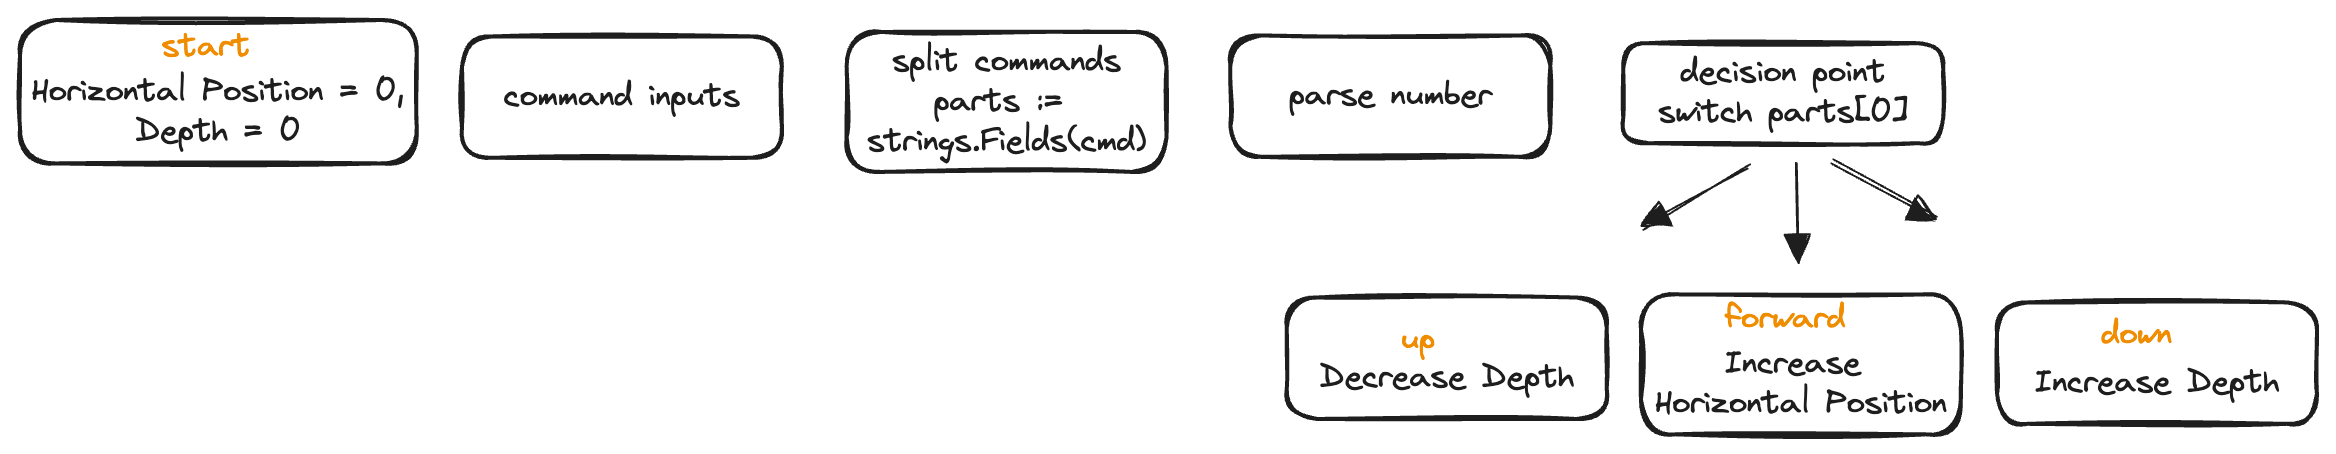 start
Horizontal Position = 0,
Depth = 0
command inputs
split commands
parts :=
strings.Fields(cmd)
parse number
decision point
switch parts[0]
up
Decrease Depth
forward
Increase
Horizontal Position
down
Increase Depth